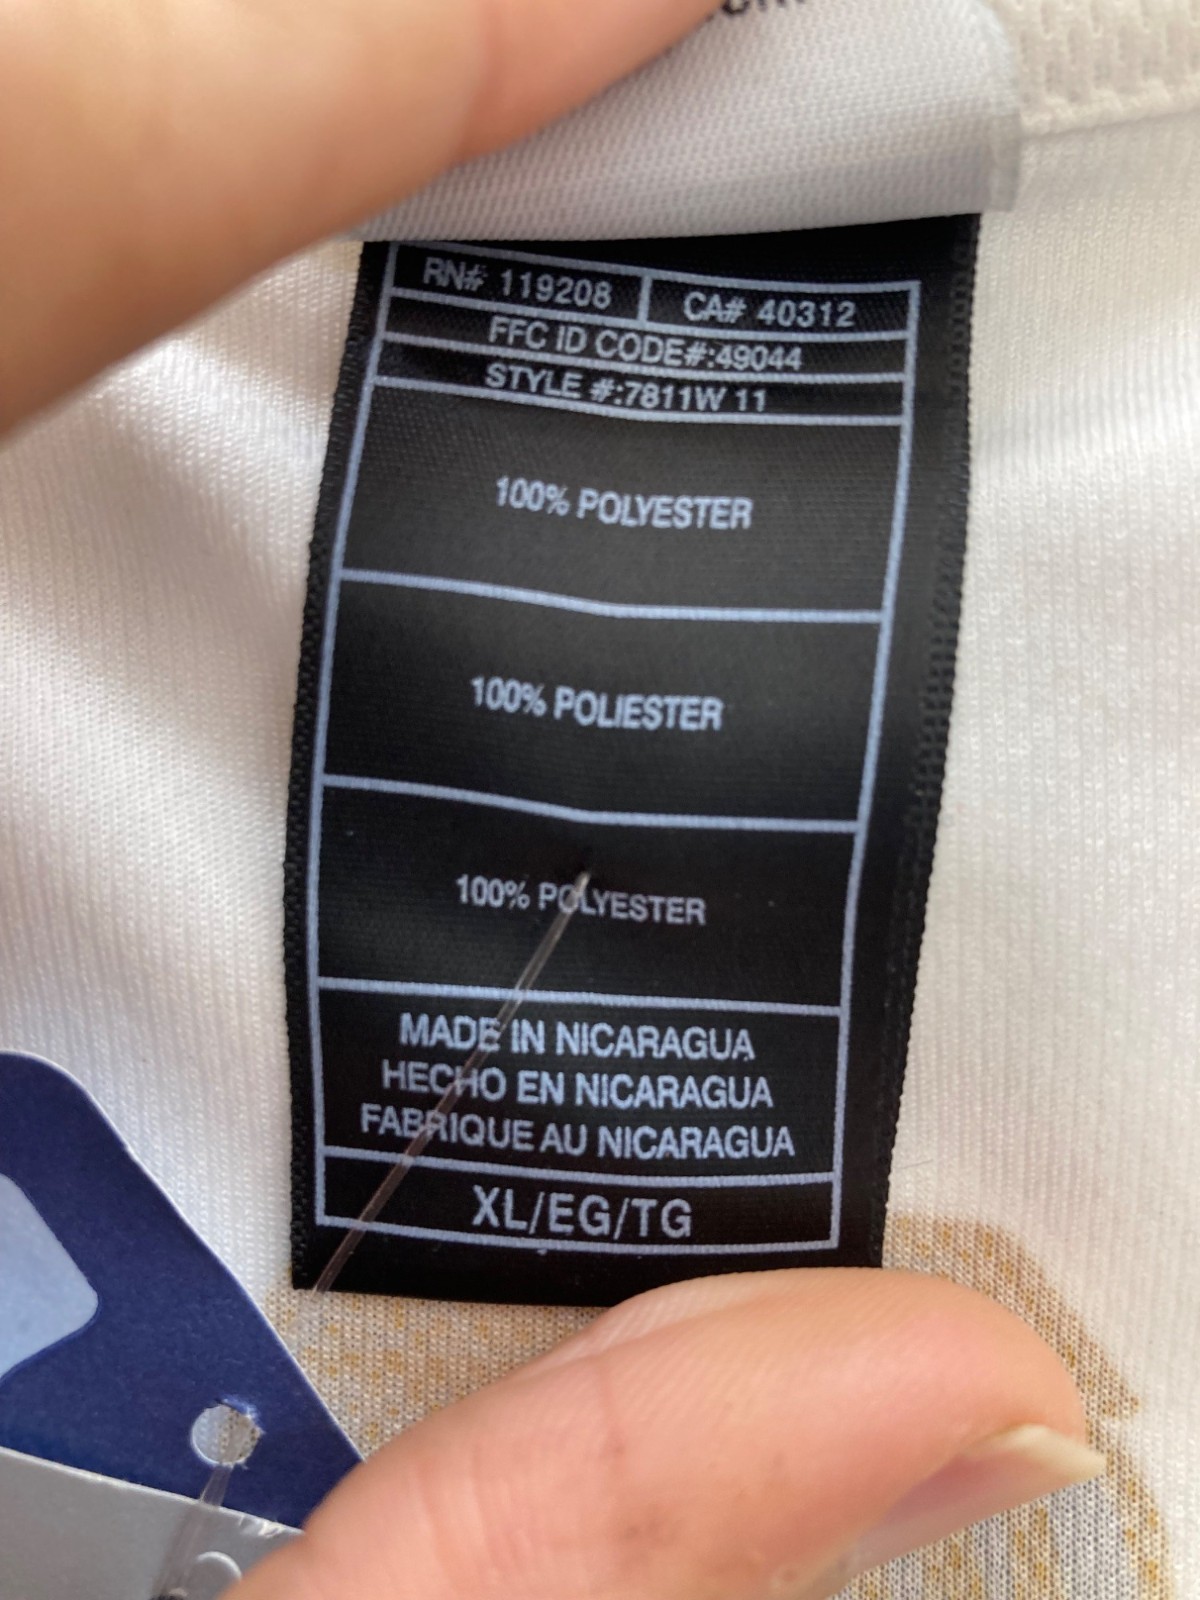 RN# 119208 CA# 40312
FFC ID CODE#:49044
STYLE #:7811W 11
100% POLYESTER
100% POLIESTER
100% POLYESTER
MADE IN NICARAGUA
HECHO EN NICARAGUA
FABRIQUE AU NICARAGUA
XL/EG/TG